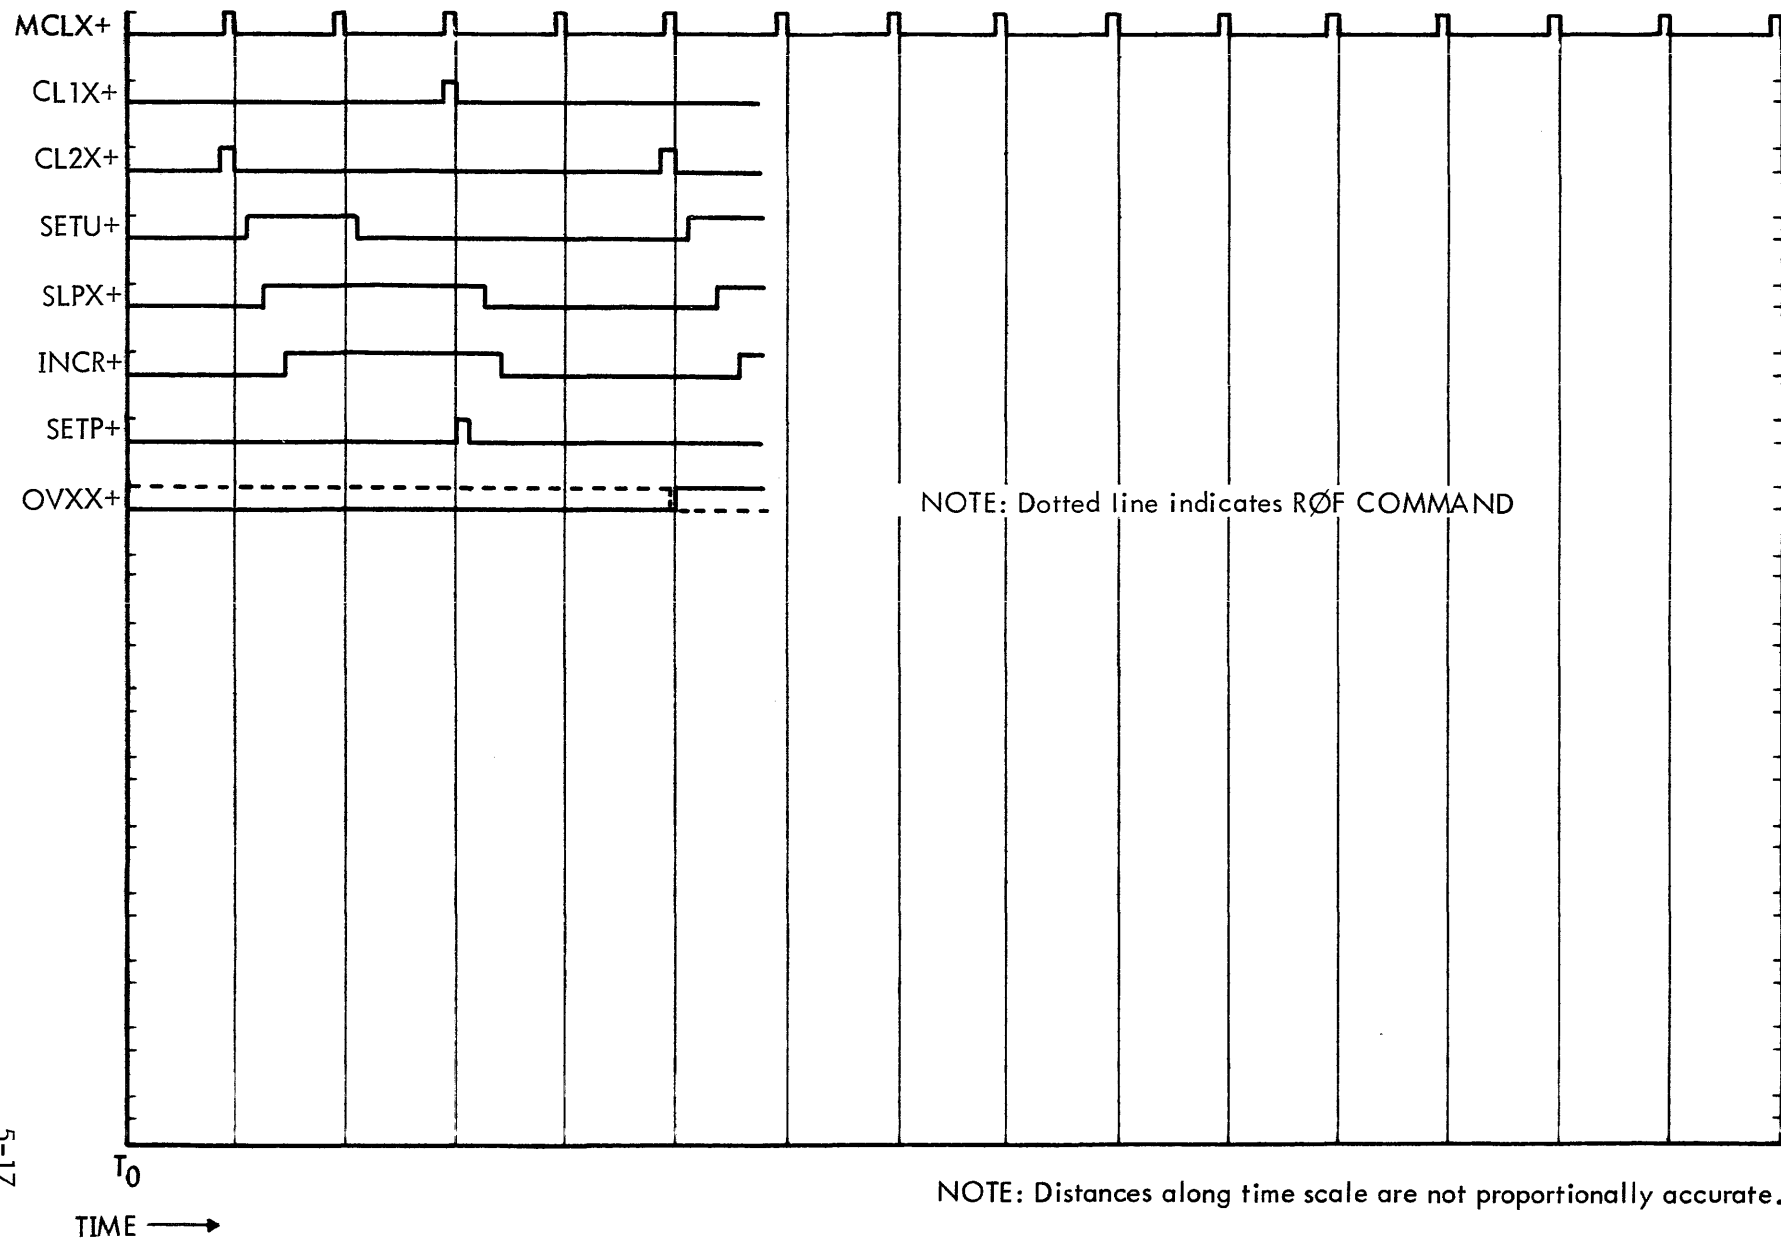 MCLX+
CL1X+
CL2X+
SETU+
SLPX+
INCR+
SETP+
OVXX+
NOTE: Dotted line indicates RØF COMMAND
T0
TIME
NOTE: Distances along time scale are not proportionally accurate.
5-17